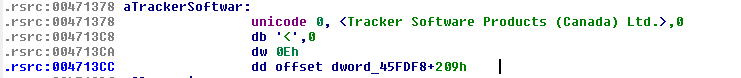 .rsrc:00471378 aTrackerSoftwar:
.rsrc:00471378 unicode 0, <Tracker Software Products (Canada) Ltd.>,0
.rsrc:004713C8 db '<',0
.rsrc:004713CA dw 0Eh
.rsrc:004713CC dd offset dword_45FDF8+209h